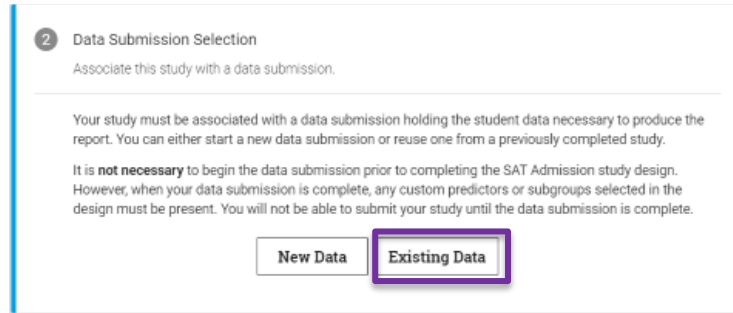 2 Data Submission Selection
Associate this study with a data submission.
Your study must be associated with a data submission holding the student data necessary to produce the
report. You can either start a new data submission or reuse one from a previously completed study.
It is not necessary to begin the data submission prior to completing the SAT Admission study design.
However, when your data submission is complete, any custom predictors or subgroups selected in the
design must be present. You will not be able to submit your study until the data submission is complete.
New Data Existing Data